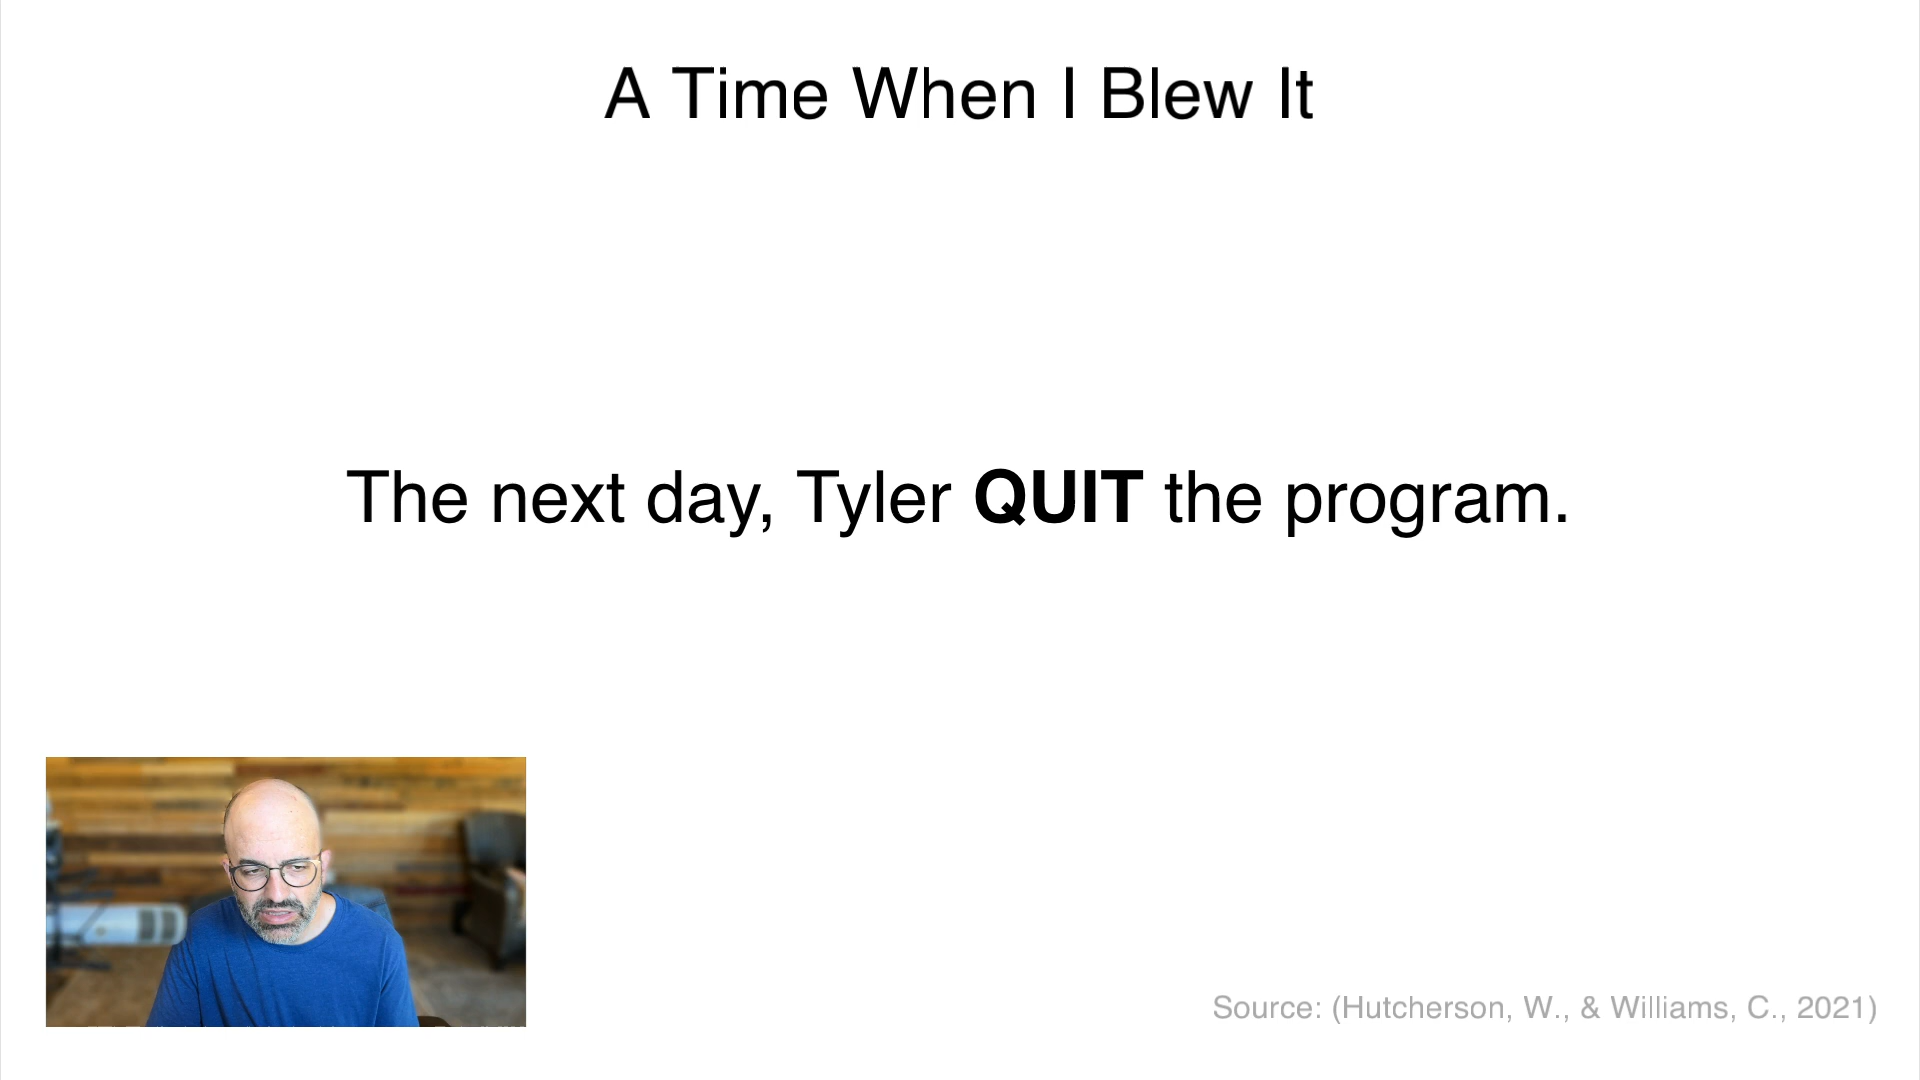 A Time When I Blew It
The next day, Tyler QUIT the program.
Source: (Hutcherson, W., & Williams, C., 2021)